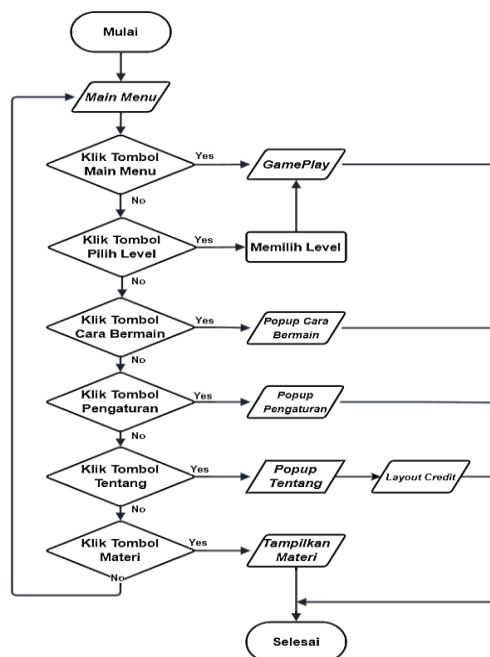 Mulai
Main Menu
Klik Tombol
Main Menu
Yes
GamePlay
No
Klik Tombol
Pilih Level
Yes
Memilih Level
No
Klik Tombol
Cara Bermain
Yes
Popup Cara
Bermain
No
Klik Tombol
Pengaturan
Yes
Popup
Pengaturan
No
Klik Tombol
Tentang
Yes
Popup
Tentang
Layout Credit
No
Klik Tombol
Materi
Yes
Tampilkan
Materi
No
Selesai